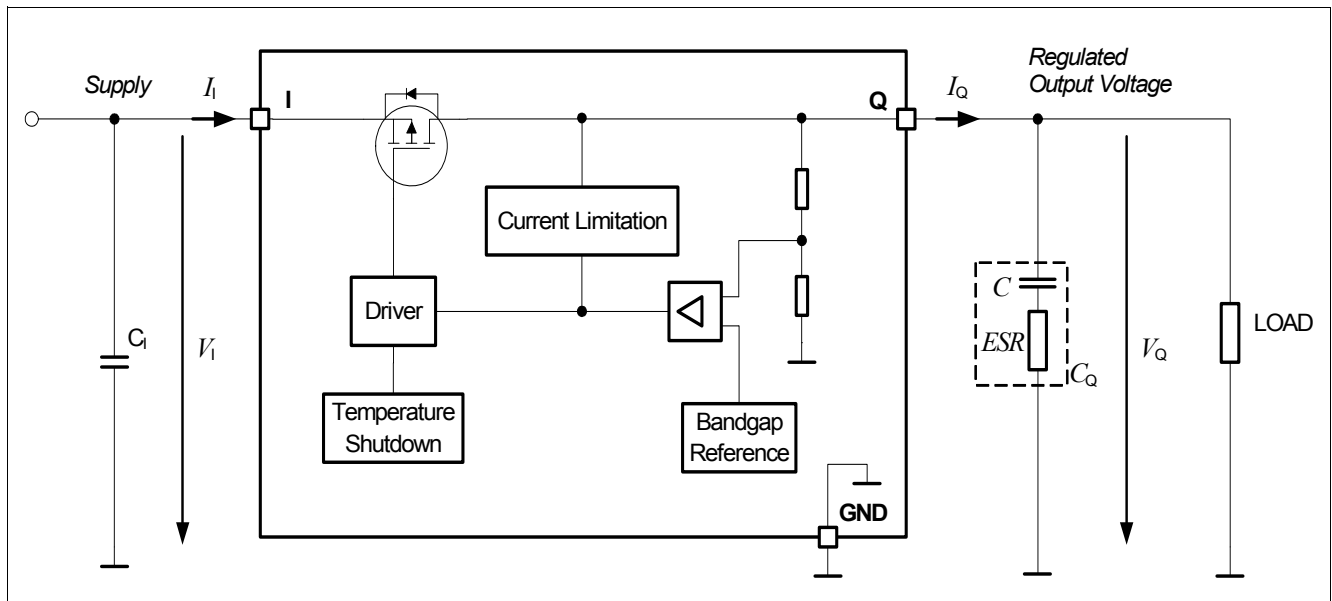 Supply
I_I
I
Q
I_Q
Regulated
Output Voltage
Current Limitation
Driver
Temperature
Shutdown
Bandgap
Reference
GND
C_I
V_I
C
ESR
C_Q
V_Q
LOAD